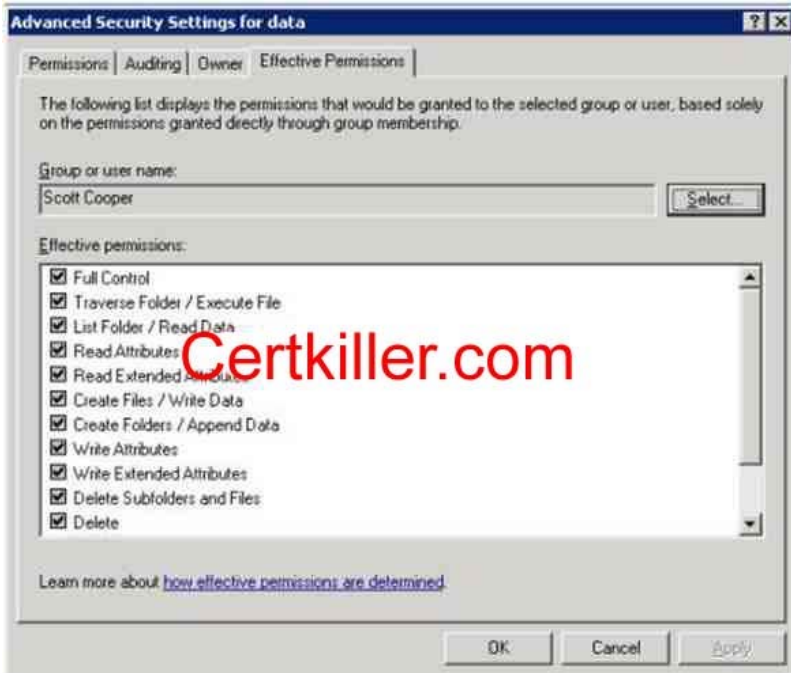 Advanced Security Settings for data
Permissions
Auditing
Owner
Effective Permissions
The following list displays the permissions that would be granted to the selected group or user, based solely
on the permissions granted directly through group membership.
Group or user name:
Scott Cooper
Select...
Effective permissions:
Full Control
Traverse Folder / Execute File
List Folder / Read Data
Read Attributes
Read Extended Attributes
Create Files / Write Data
Create Folders / Append Data
Write Attributes
Write Extended Attributes
Delete Subfolders and Files
Delete
Certkiller.com
Learn more about how effective permissions are determined.
OK
Cancel
Apply